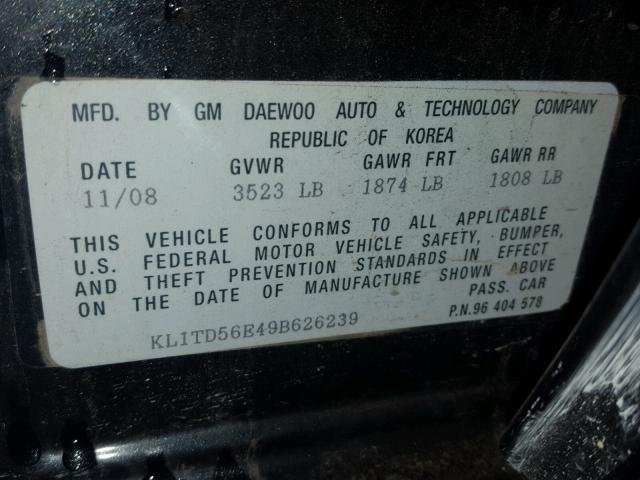 MFD. BY GM DAEWOO AUTO & TECHNOLOGY COMPANY
REPUBLIC OF KOREA
DATE GVWR GAWR FRT GAWR RR
11/08 3523 LB 1874 LB 1808 LB
THIS VEHICLE CONFORMS TO ALL APPLICABLE
U.S. FEDERAL MOTOR VEHICLE SAFETY, BUMPER,
AND THEFT PREVENTION STANDARDS IN EFFECT
ON THE DATE OF MANUFACTURE SHOWN ABOVE
PASS. CAR
KL1TD56E49B626239 P.N.96 404 578